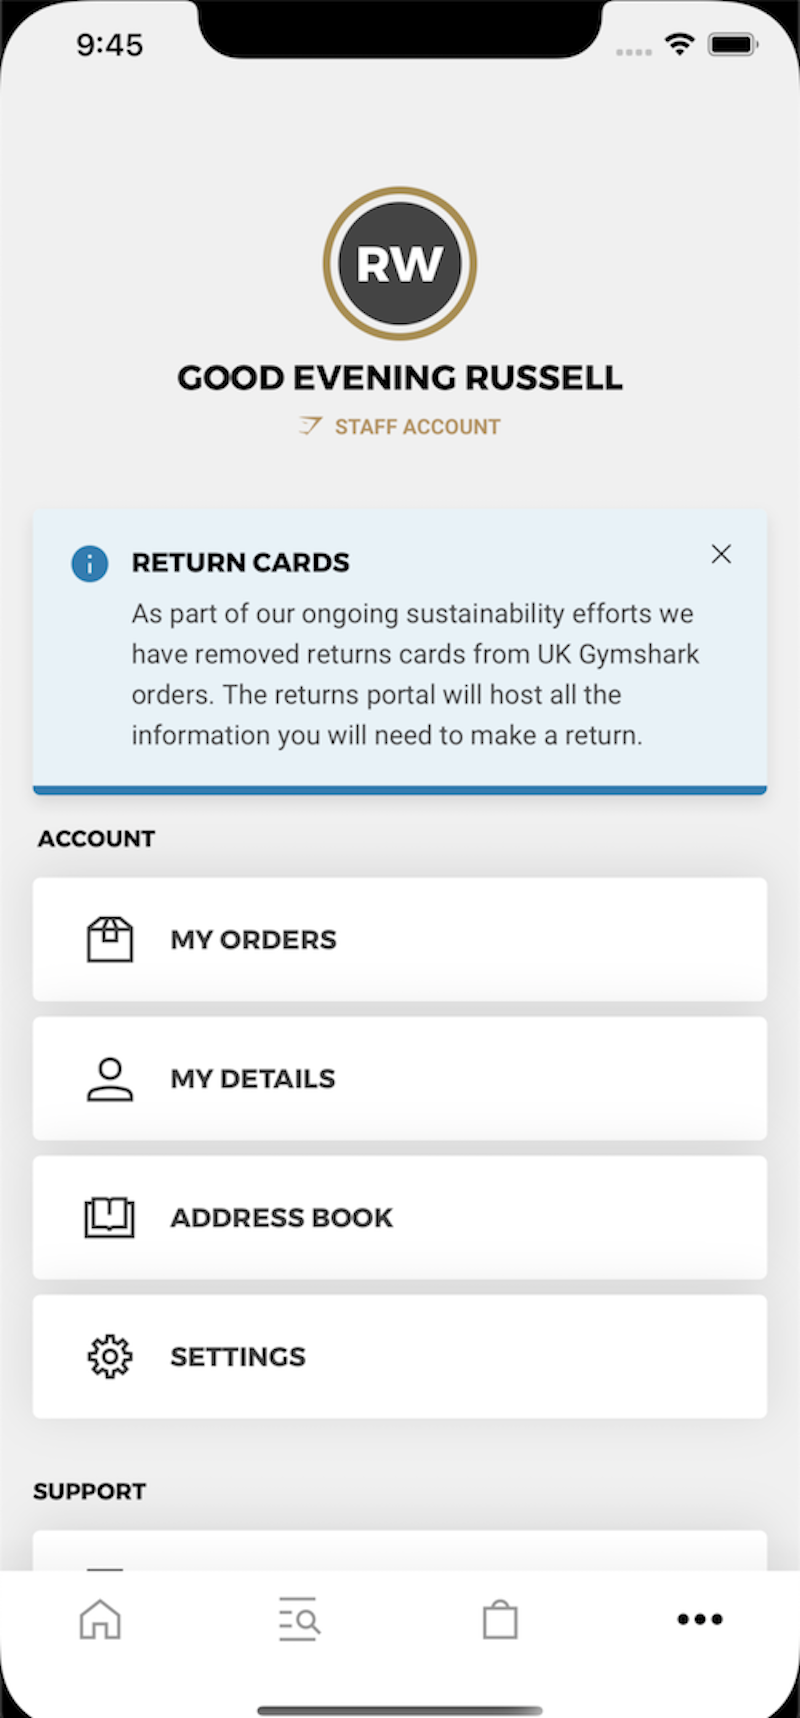 9:45
RW
GOOD EVENING RUSSELL
STAFF ACCOUNT
RETURN CARDS
As part of our ongoing sustainability efforts we
have removed returns cards from UK Gymshark
orders. The returns portal will host all the
information you will need to make a return.
ACCOUNT
MY ORDERS
MY DETAILS
ADDRESS BOOK
SETTINGS
SUPPORT